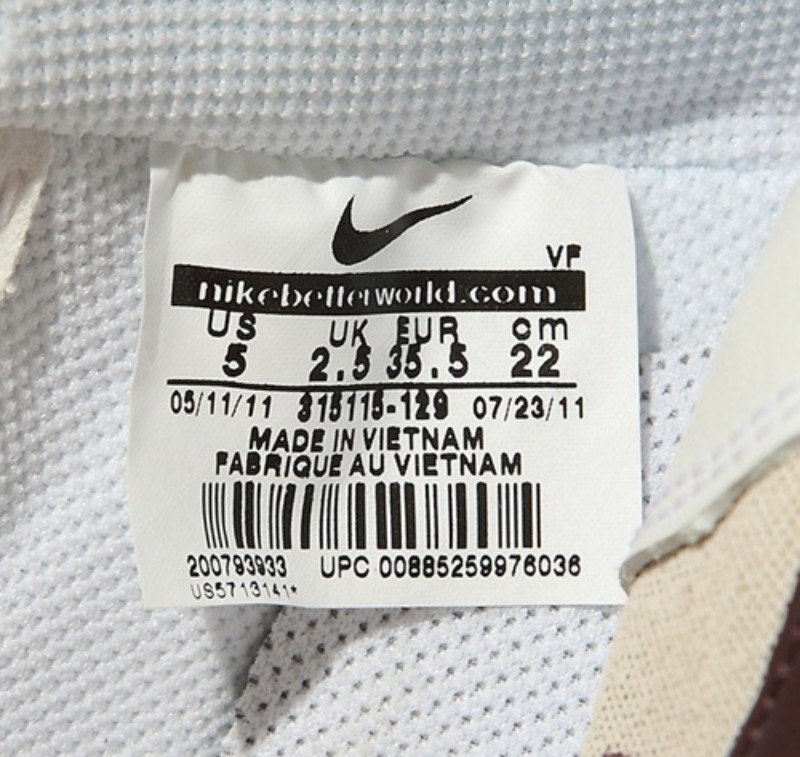 VF
nikebetterworld.com
US UK EUR cm
5 2.5 35.5 22
05/11/11 315115-129 07/23/11
MADE IN VIETNAM
FABRIQUE AU VIETNAM
200793933 UPC 00885259976036
US5713141*